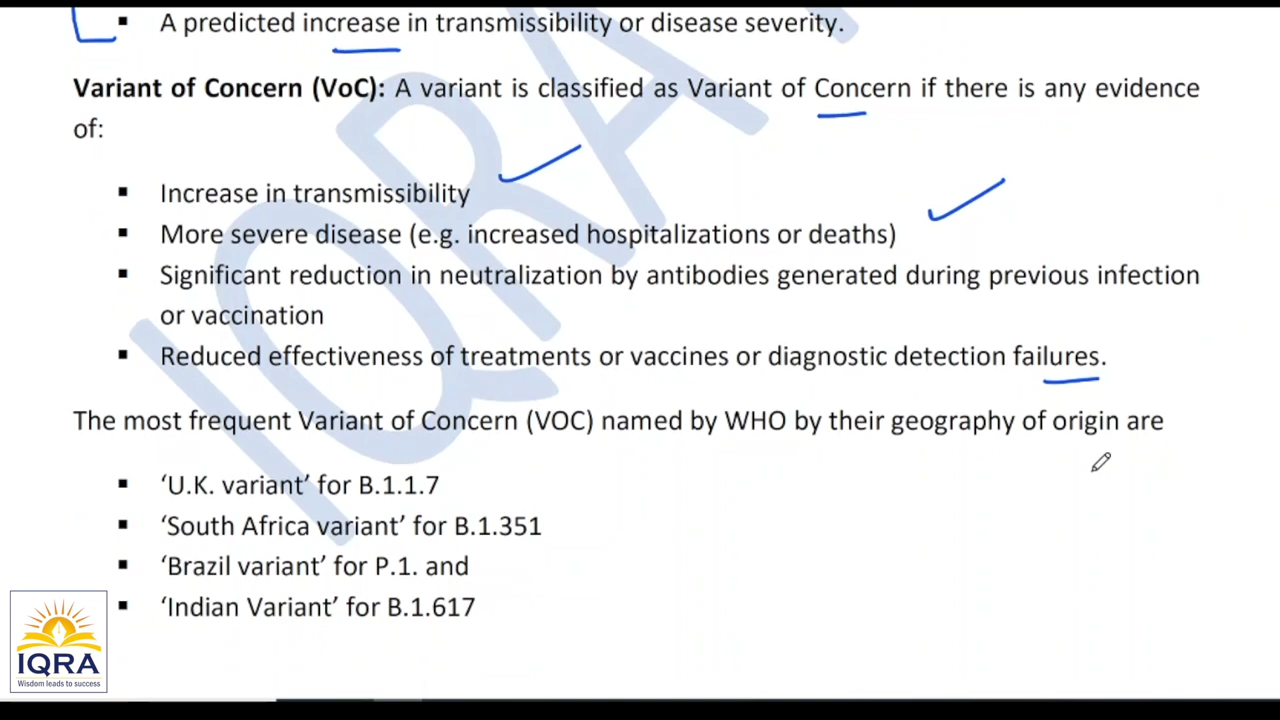 ▪ A predicted increase in transmissibility or disease severity.
Variant of Concern (VoC): A variant is classified as Variant of Concern if there is any evidence
of:
▪ Increase in transmissibility
▪ More severe disease (e.g. increased hospitalizations or deaths)
▪ Significant reduction in neutralization by antibodies generated during previous infection
or vaccination
▪ Reduced effectiveness of treatments or vaccines or diagnostic detection failures.
The most frequent Variant of Concern (VOC) named by WHO by their geography of origin are
▪ ‘U.K. variant’ for B.1.1.7
▪ ‘South Africa variant’ for B.1.351
▪ ‘Brazil variant’ for P.1. and
▪ ‘Indian Variant’ for B.1.617
IQRA
Wisdom leads to success